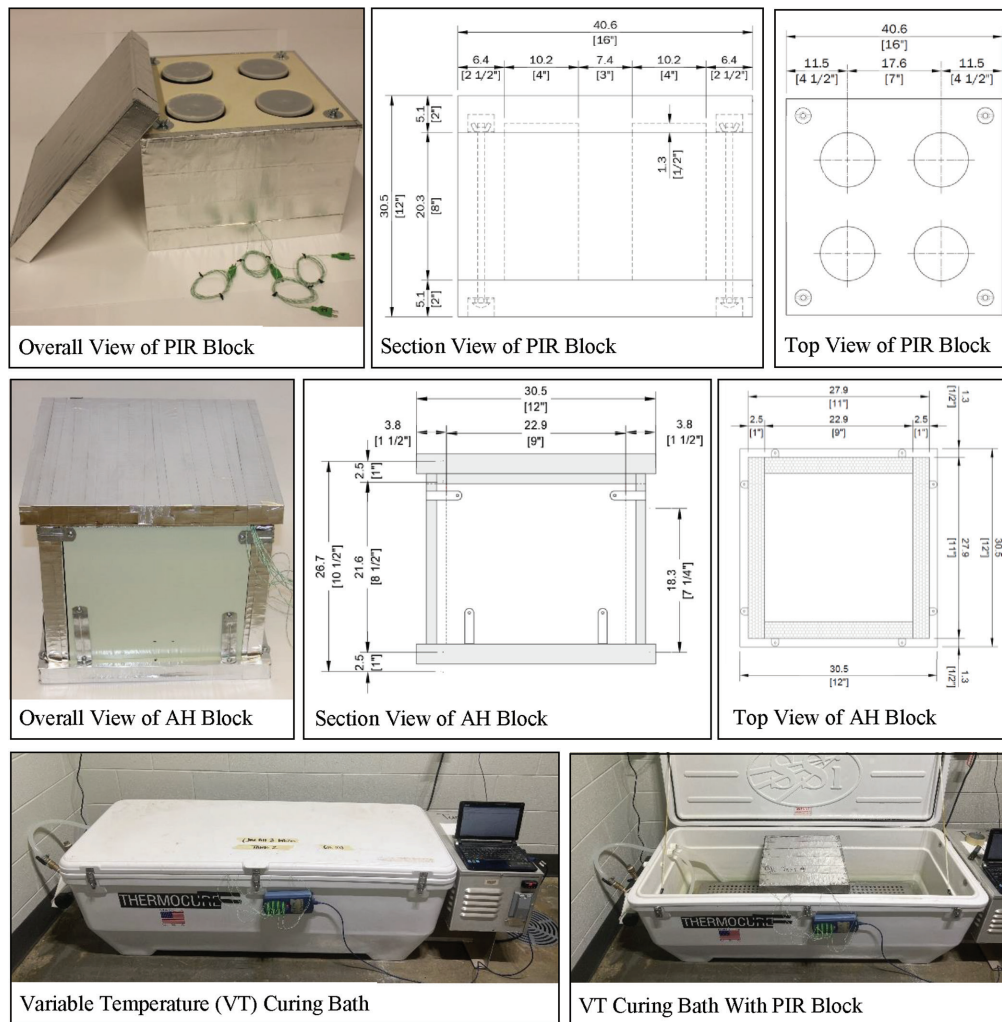 40.6
[16"]
6.4 10.2 7.4 10.2 6.4
[2 1/2"] [4"] [3"] [4"] [2 1/2"]
5.1
[2"]
1.3
[1/2"]
30.5
[12"]
20.3
[8"]
5.1
[2"]
40.6
[16"]
11.5 17.6 11.5
[4 1/2"] [7"] [4 1/2"]
Overall View of PIR Block
Section View of PIR Block
Top View of PIR Block
30.5
[12"]
3.8 22.9 3.8
[1 1/2"] [9"] [1 1/2"]
2.5
[1"]
26.7
[10 1/2"]
21.6
[8 1/2"]
18.3
[7 1/4"]
2.5
[1"]
27.9
[11"]
1.3
[1/2"]
2.5 22.9 2.5
[1"] [9"] [1"]
27.9
[11"]
30.5
[12"]
30.5
[12"]
1.3
[1/2"]
Overall View of AH Block
Section View of AH Block
Top View of AH Block
THERMOCURE
THERMOCURE
Variable Temperature (VT) Curing Bath
VT Curing Bath With PIR Block